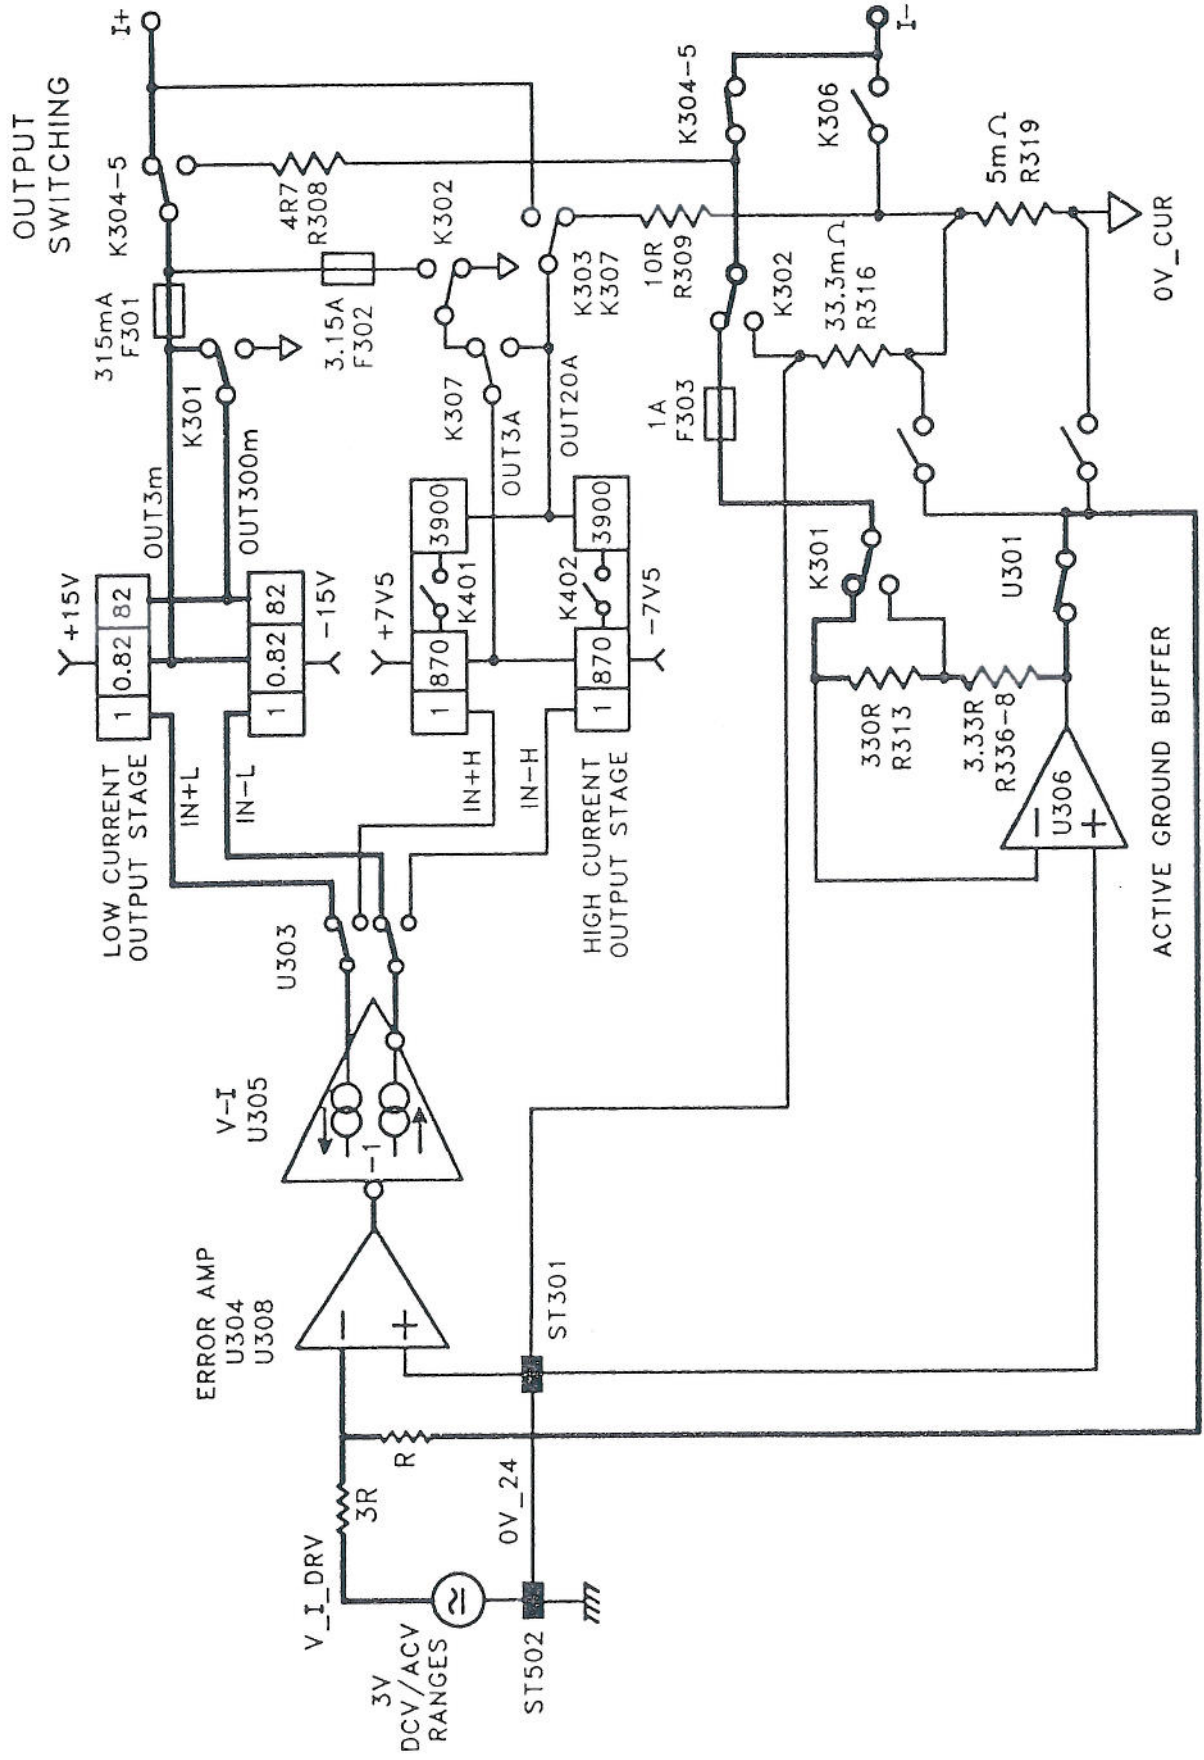 OUTPUT
SWITCHING
I+
K304-5
4R7
R308
315mA
F301
K301
3.15A
F302
K302
K307
K303
K307
10R
R309
K304-5
K306
I-
K302
33.3mΩ
R316
5mΩ
R319
0V_CUR
1A
F303
OUT3m
OUT300m
OUT3A
OUT20A
+15V
1 0.82 82
1 0.82 82
-15V
LOW CURRENT
OUTPUT STAGE
IN+L
IN-L
+7V5
1 870 3900
K401
K402
1 870 3900
-7V5
IN+H
IN-H
HIGH CURRENT
OUTPUT STAGE
U303
V-I
U305
-1
ERROR AMP
U304
U308
-
+
V_I_DRV
3R
R
3V
DCV/ACV
RANGES
≂
0V_24
ST502
ST301
K301
330R
R313
3.33R
R336-8
U301
-
U306
+
ACTIVE GROUND BUFFER